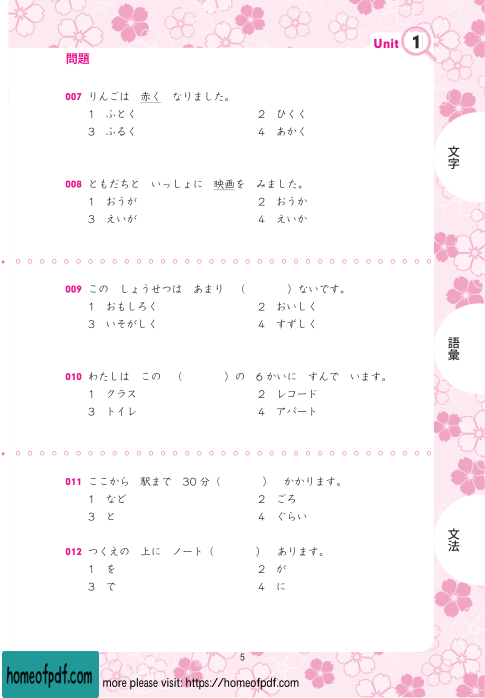 Unit 1
問題
007 りんごは 赤く なりました。
1 ふとく 2 ひくく
3 ふるく 4 あかく
008 ともだちと いっしょに 映画を みました。
1 おうが 2 おうか
3 えいが 4 えいか
009 この しょうせつは あまり ( )ないです。
1 おもしろく 2 おいしく
3 いそがしく 4 すずしく
010 わたしは この ( )の 6かいに すんで います。
1 クラス 2 レコード
3 トイレ 4 アパート
011 ここから 駅まで 30分( ) かかります。
1 など 2 ごろ
3 と 4 ぐらい
012 つくえの 上に ノート( ) あります。
1 を 2 が
3 で 4 に
文字
語彙
文法
5
homeofpdf.com
more please visit: https://homeofpdf.com